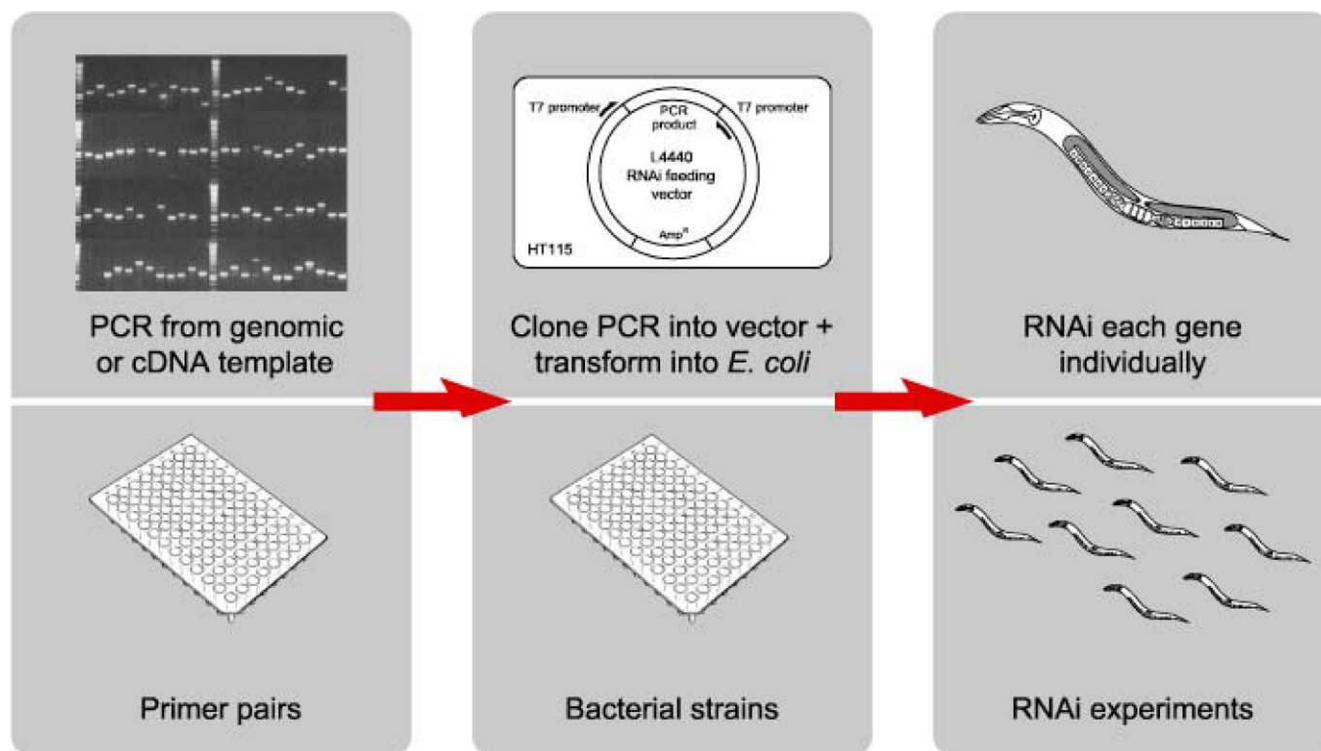 T7 promoter
PCR
product
T7 promoter
L4440
RNAi feeding
vector
Amp^R
HT115
PCR from genomic
or cDNA template
Clone PCR into vector +
transform into E. coli
RNAi each gene
individually
Primer pairs
Bacterial strains
RNAi experiments